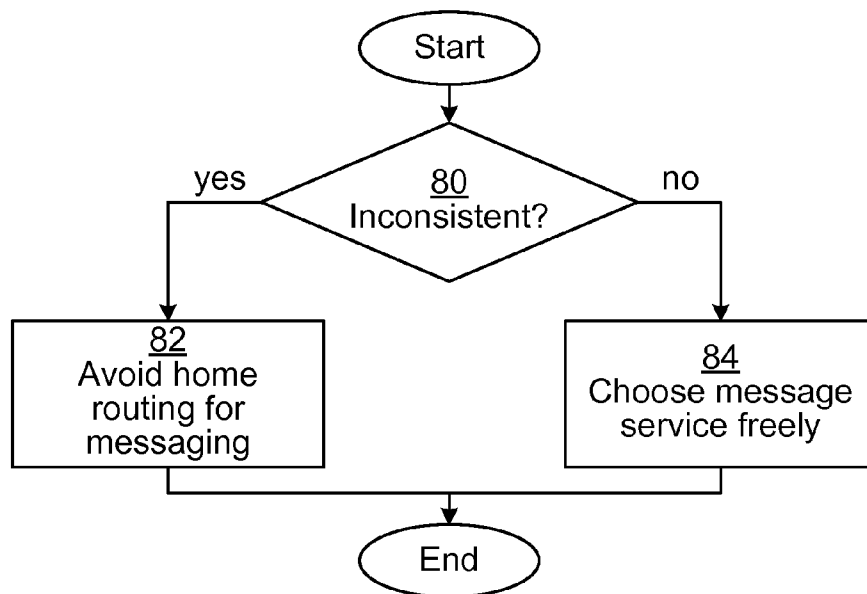 Start
yes
80
Inconsistent?
no
82
Avoid home
routing for
messaging
84
Choose message
service freely
End